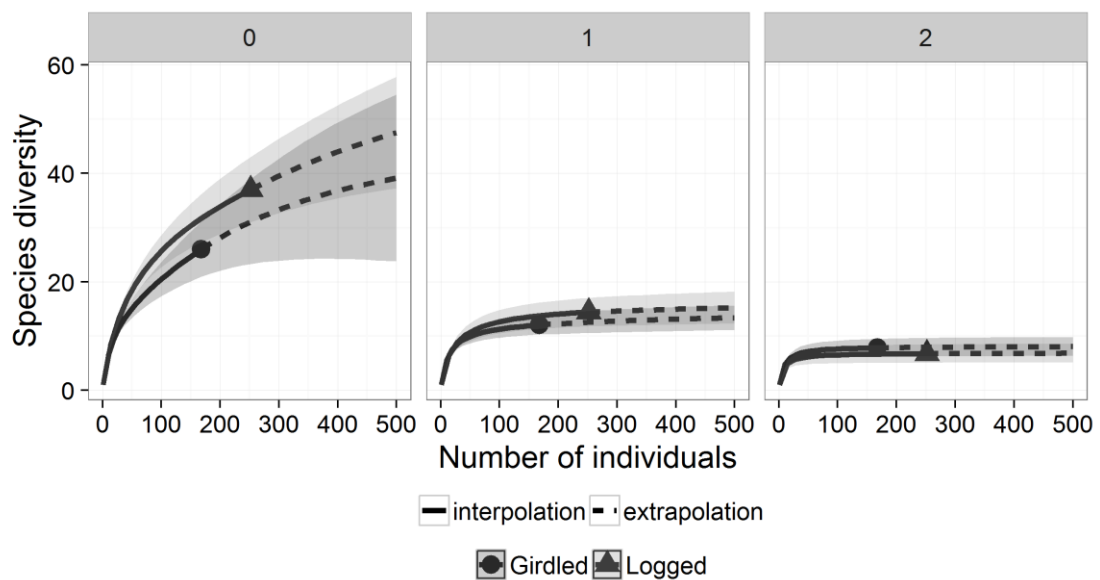 0 1 2
Species diversity
60
40
20
0
0 100 200 300 400 500 0 100 200 300 400 500 0 100 200 300 400 500
Number of individuals
interpolation extrapolation
Girdled Logged